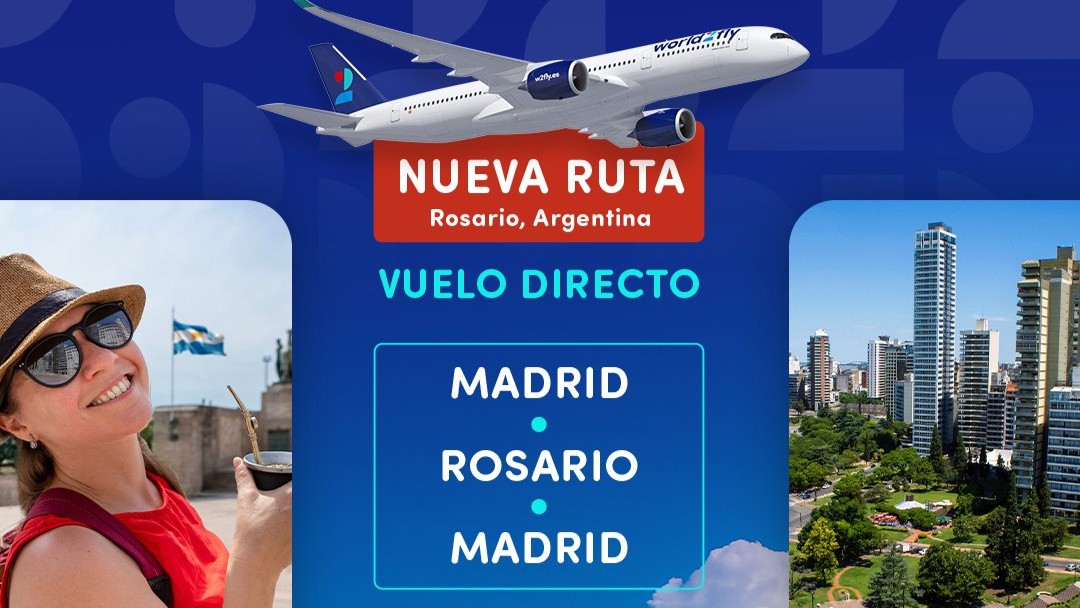 world2fly
w2fly.es
NUEVA RUTA
Rosario, Argentina
VUELO DIRECTO
MADRID
ROSARIO
MADRID